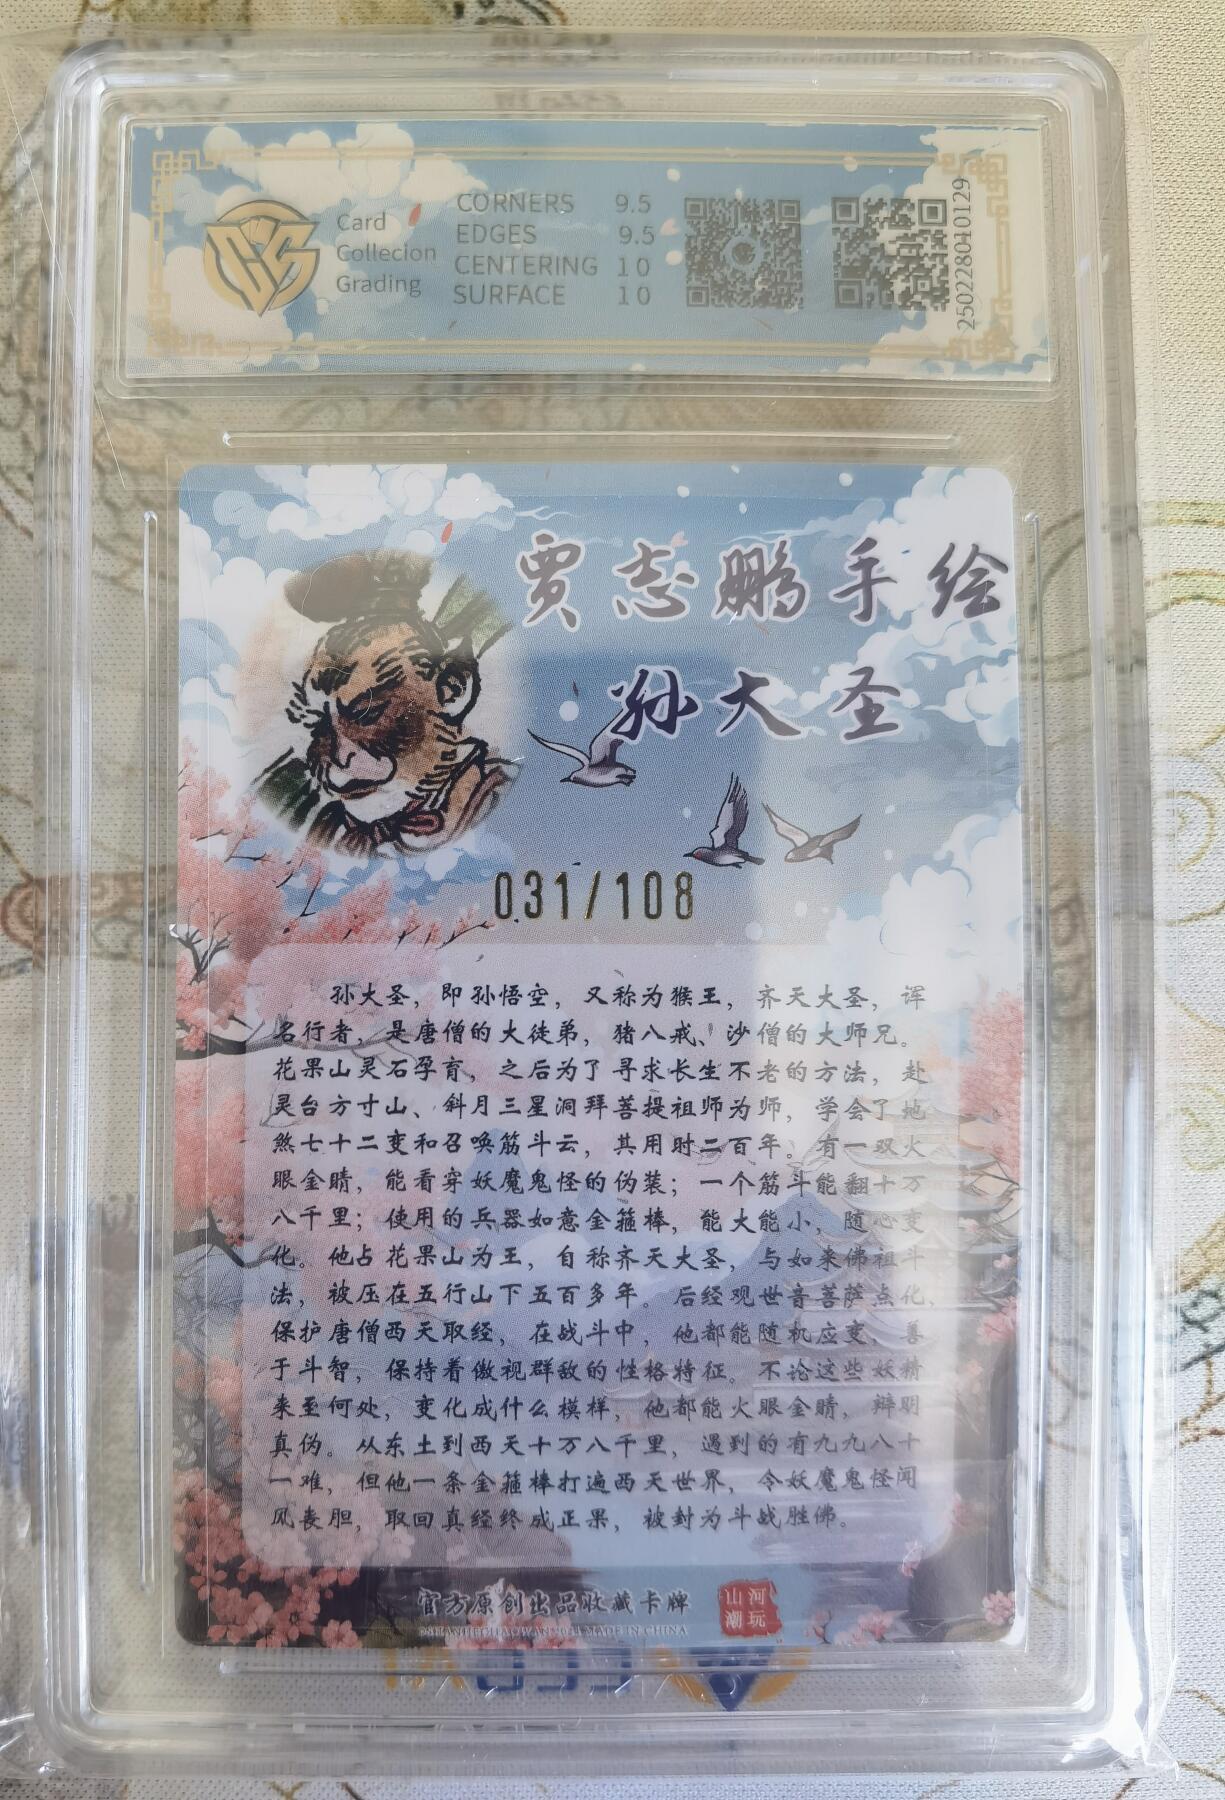 Card
Collecion
Grading
CORNERS 9.5
EDGES 9.5
CENTERING 10
SURFACE 10
2502280101029
贾志鹏手绘
孙大圣
031/108
孙大圣，即孙悟空，又称为猴王，齐天大圣，诨
名行者，是唐僧的大徒弟，猪八戒、沙僧的大师兄。
花果山灵石孕育，之后为了寻求长生不老的方法，赴
灵台方寸山、斜月三星洞拜菩提祖师为师，学会了地
煞七十二变和召唤筋斗云，其用时二百年。有一双火
眼金睛，能看穿妖魔鬼怪的伪装；一个筋斗能翻十万
八千里；使用的兵器如意金箍棒，能大能小，随心变
化。他占花果山为王，自称齐天大圣，与如来佛祖斗
法，被压在五行山下五百多年。后经观世音菩萨点化，
保护唐僧西天取经，在战斗中，他都能随机应变，善
于斗智，保持着傲视群敌的性格特征。不论这些妖精
来至何处，变化成什么模样，他都能火眼金睛，辩明
真伪。从东土到西天十万八千里，遇到的有九九八十
一难，但他一条金箍棒打遍西天世界，令妖魔鬼怪闻
风丧胆，取回真经终成正果，被封为斗战胜佛。
官方原创出品收藏卡牌
山河
潮玩